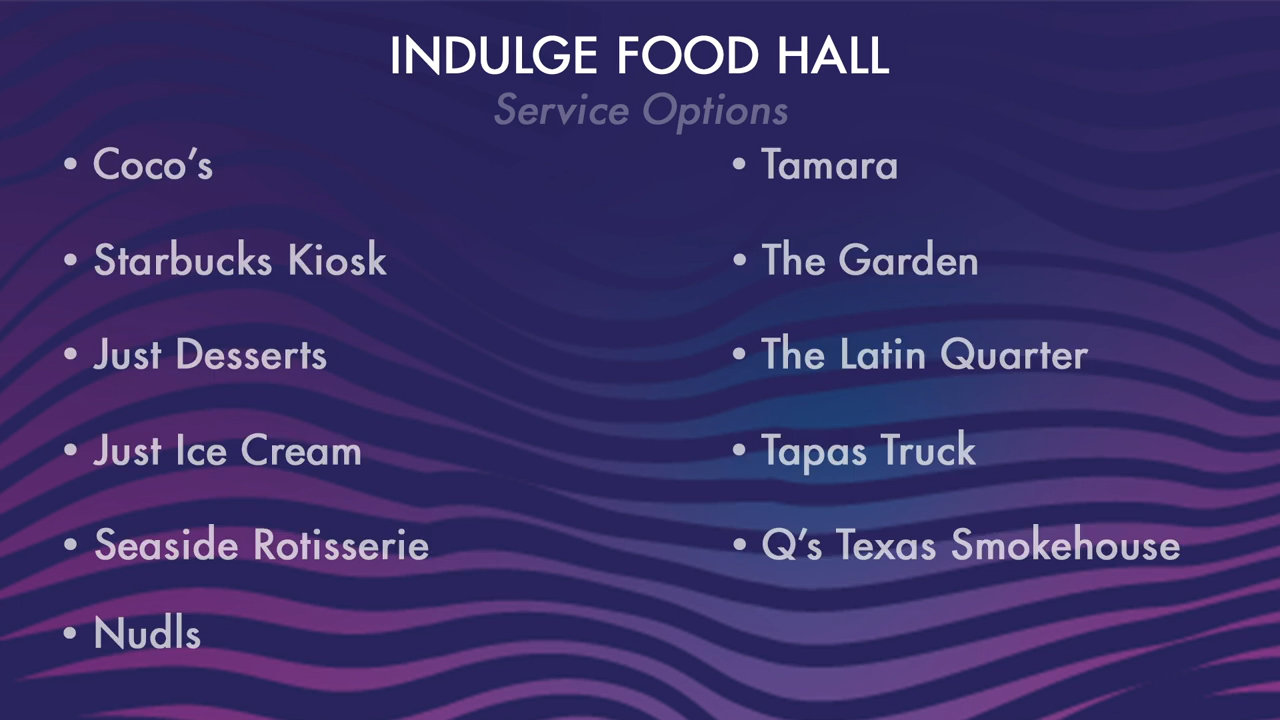 INDULGE FOOD HALL
Service Options
• Coco’s
• Starbucks Kiosk
• Just Desserts
• Just Ice Cream
• Seaside Rotisserie
• Nudls
• Tamara
• The Garden
• The Latin Quarter
• Tapas Truck
• Q’s Texas Smokehouse